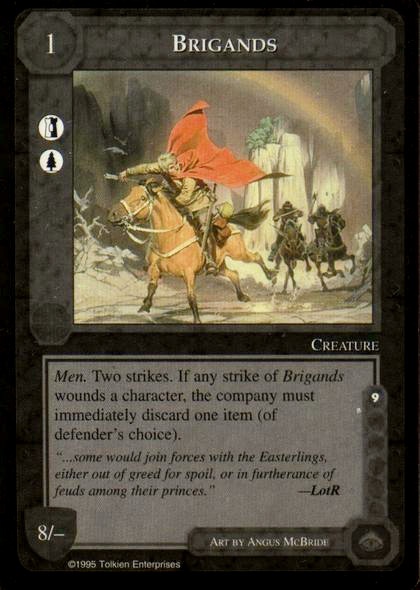 1
BRIGANDS
CREATURE
Men. Two strikes. If any strike of Brigands
wounds a character, the company must
immediately discard one item (of
defender's choice).
9
"...some would join forces with the Easterlings,
either out of greed for spoil, or in furtherance of
feuds among their princes." —LotR
8/–
ART BY ANGUS MCBRIDE
©1995 Tolkien Enterprises